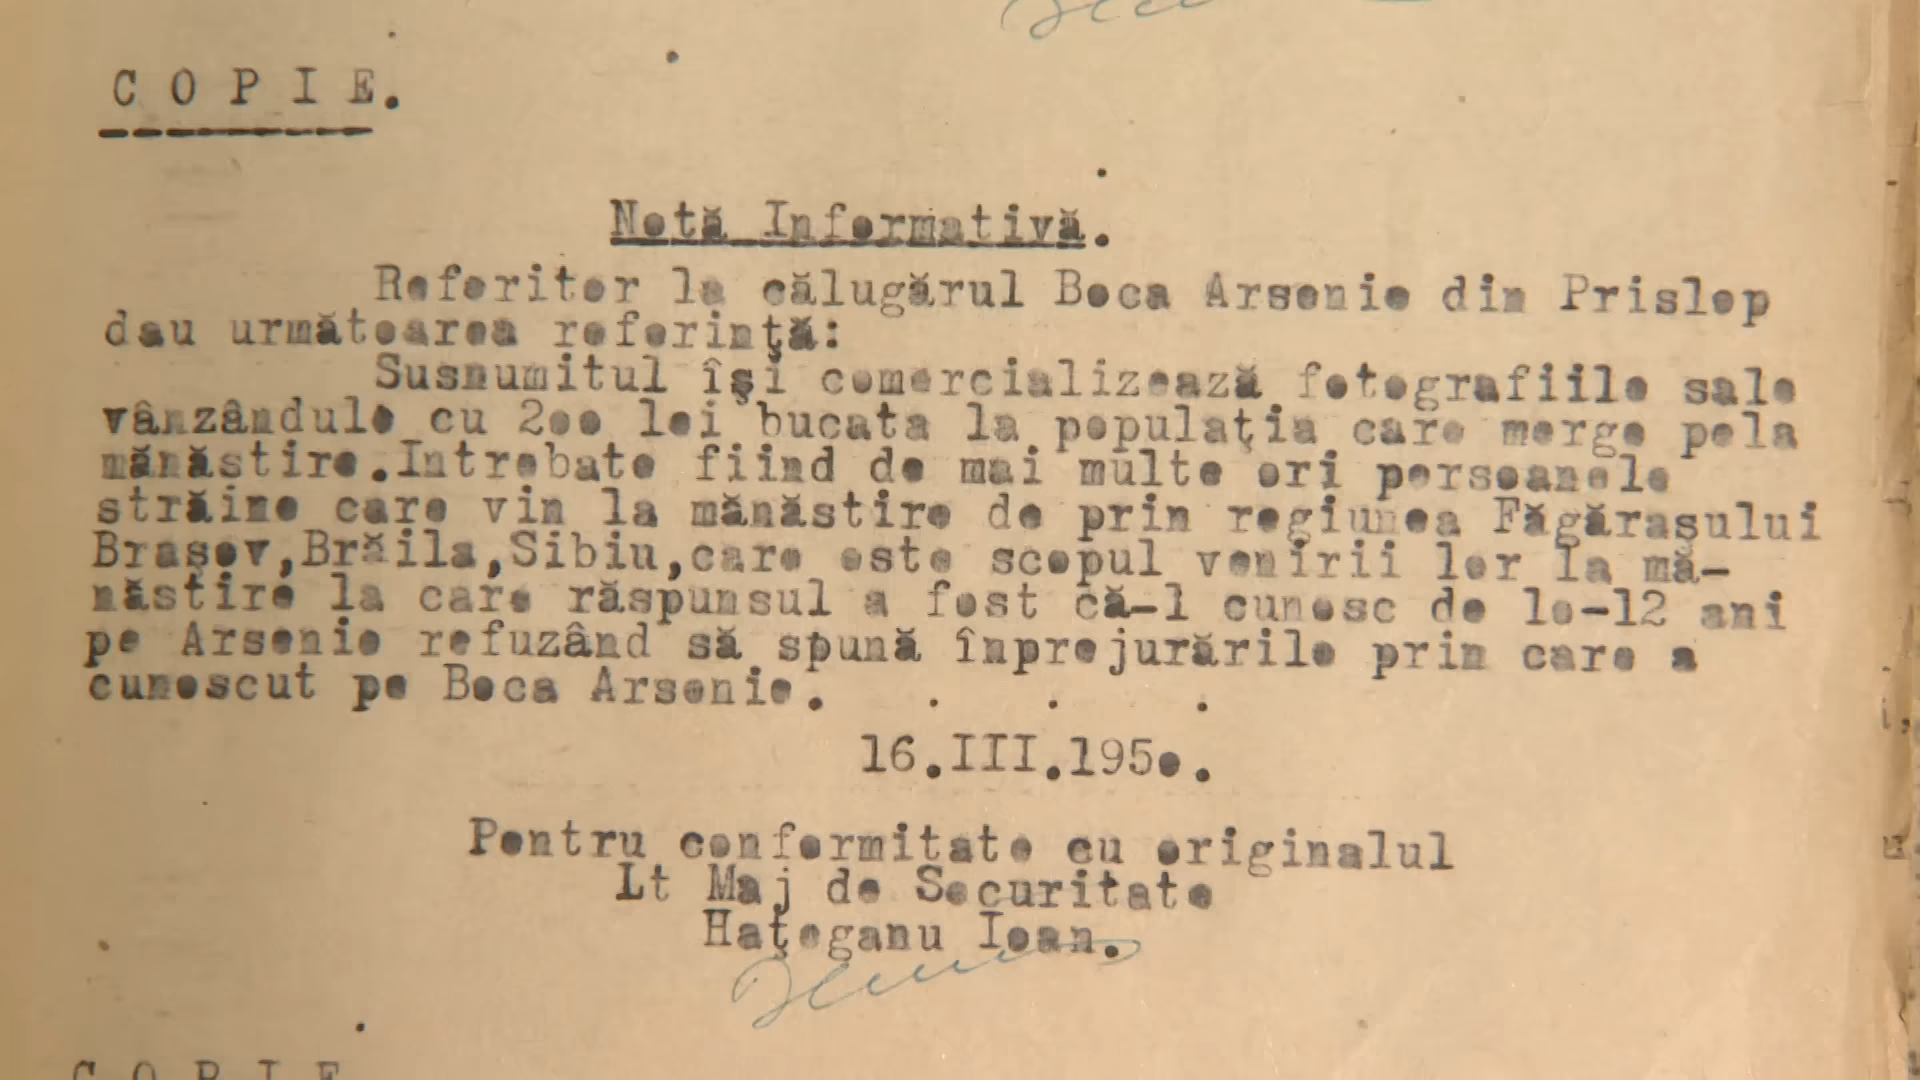 C O P I E.
Notă Informativă.
Referitor la călugărul Boca Arsenie din Prislop
dau următoarea referinţă:
Susnumitul îşi comercializează fotografiile sale
vânzându​le cu 2oo lei bucata la populaţia care merge pela
mănăstire.Intrebate fiind de mai multe ori persoanele
străine care vin la mănăstire de prin regiunea Făgăraşului
Braşov,Brăila,Sibiu,care este scopul venirii lor la mă-
năstire la care răspunsul a fost că-l cunosc de lo-12 ani
pe Arsenie refuzând să spună înprejurările prin care a
cunoscut pe Boca Arsenie.
16.III.195o.
Pentru conformitate cu originalul
Lt Maj de Securitate
Haţeganu Ioan.
C O P I E